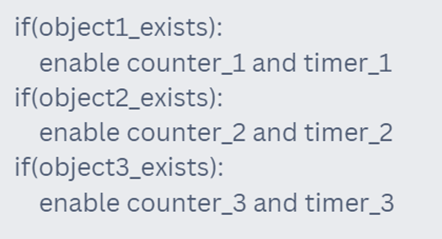 if(object1_exists):
enable counter_1 and timer_1
if(object2_exists):
enable counter_2 and timer_2
if(object3_exists):
enable counter_3 and timer_3